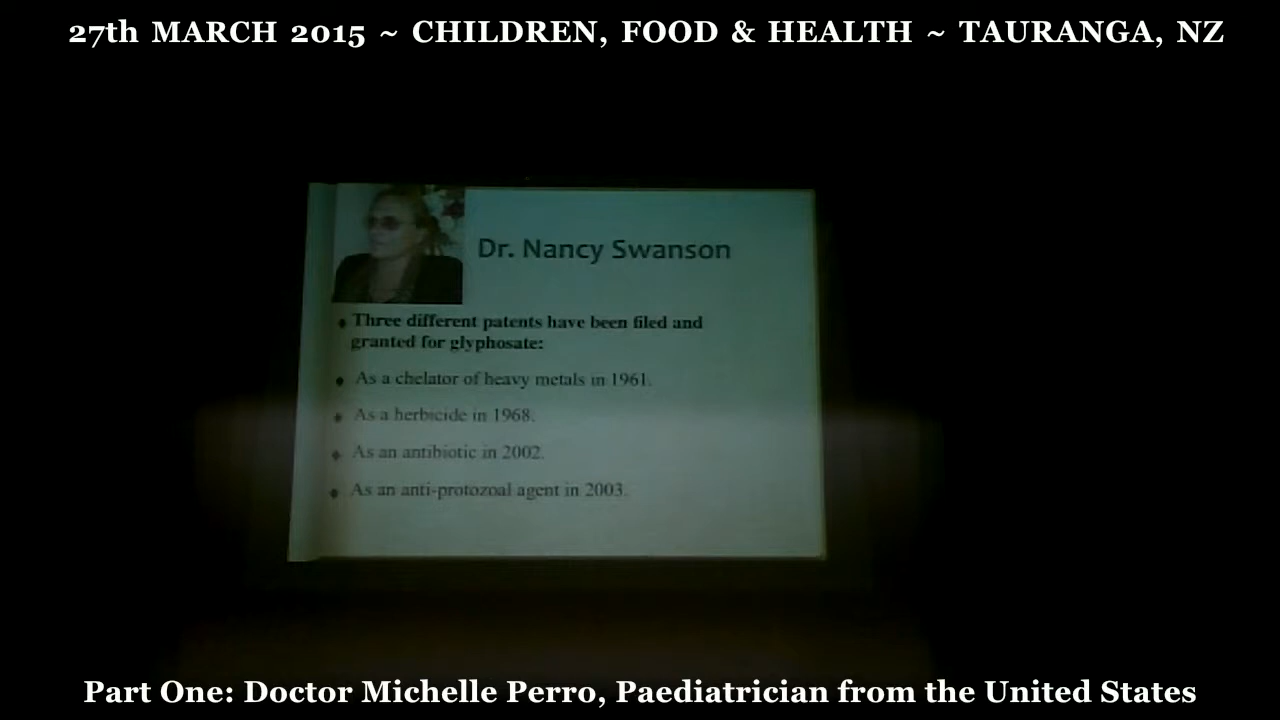 27th MARCH 2015 ~ CHILDREN, FOOD & HEALTH ~ TAURANGA, NZ
Dr. Nancy Swanson
Three different patents have been filed and
granted for glyphosate:
As a chelator of heavy metals in 1961.
As a herbicide in 1968.
As an antibiotic in 2002.
As an anti-protozoal agent in 2003.
Part One: Doctor Michelle Perro, Paediatrician from the United States